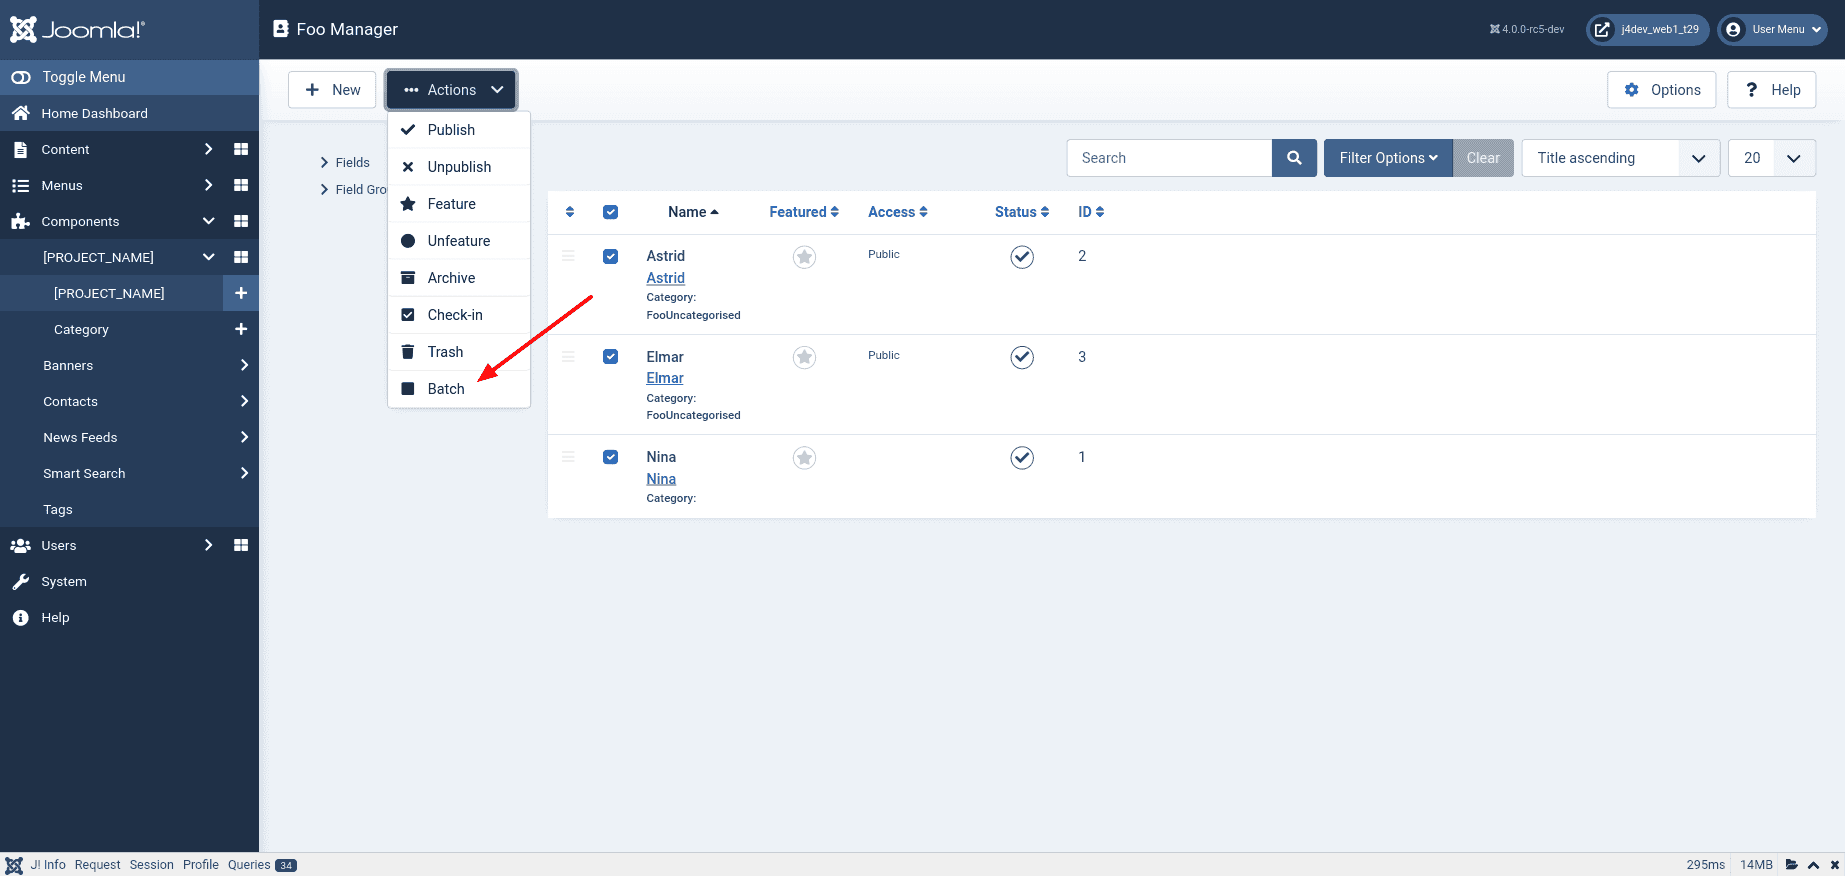 Joomla!
Foo Manager
4.0.0-rc5-dev
j4dev_web1_t29
User Menu
Toggle Menu
Home Dashboard
Content
Menus
Components
[PROJECT_NAME]
[PROJECT_NAME]
Category
Banners
Contacts
News Feeds
Smart Search
Tags
Users
System
Help
New
Actions
Options
? Help
Publish
Unpublish
Feature
Unfeature
Archive
Check-in
Trash
Batch
Fields
Field Gro
Search
Filter Options
Clear
Title ascending
20
Name Featured Access Status ID
Astrid Public 2
Astrid
Category:
FooUncategorised
Elmar Public 3
Elmar
Category:
FooUncategorised
Nina 1
Nina
Category:
J! Info Request Session Profile Queries 34
295ms 14MB